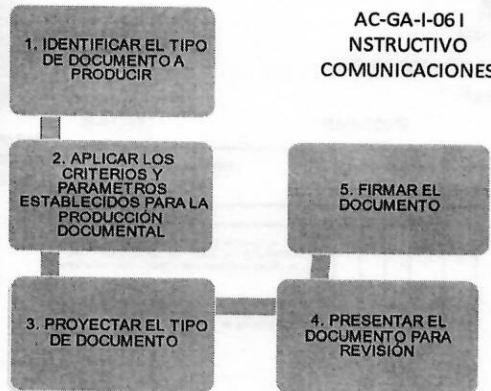 AC-GA-I-06 I
NSTRUCTIVO
COMUNICACIONES
1. IDENTIFICAR EL TIPO
DE DOCUMENTO A
PRODUCIR
2. APLICAR LOS
CRITERIOS Y
PARAMETROS
ESTABLECIDOS PARA LA
PRODUCCIÓN
DOCUMENTAL
3. PROYECTAR EL TIPO
DE DOCUMENTO
4. PRESENTAR EL
DOCUMENTO PARA
REVISIÓN
5. FIRMAR EL
DOCUMENTO